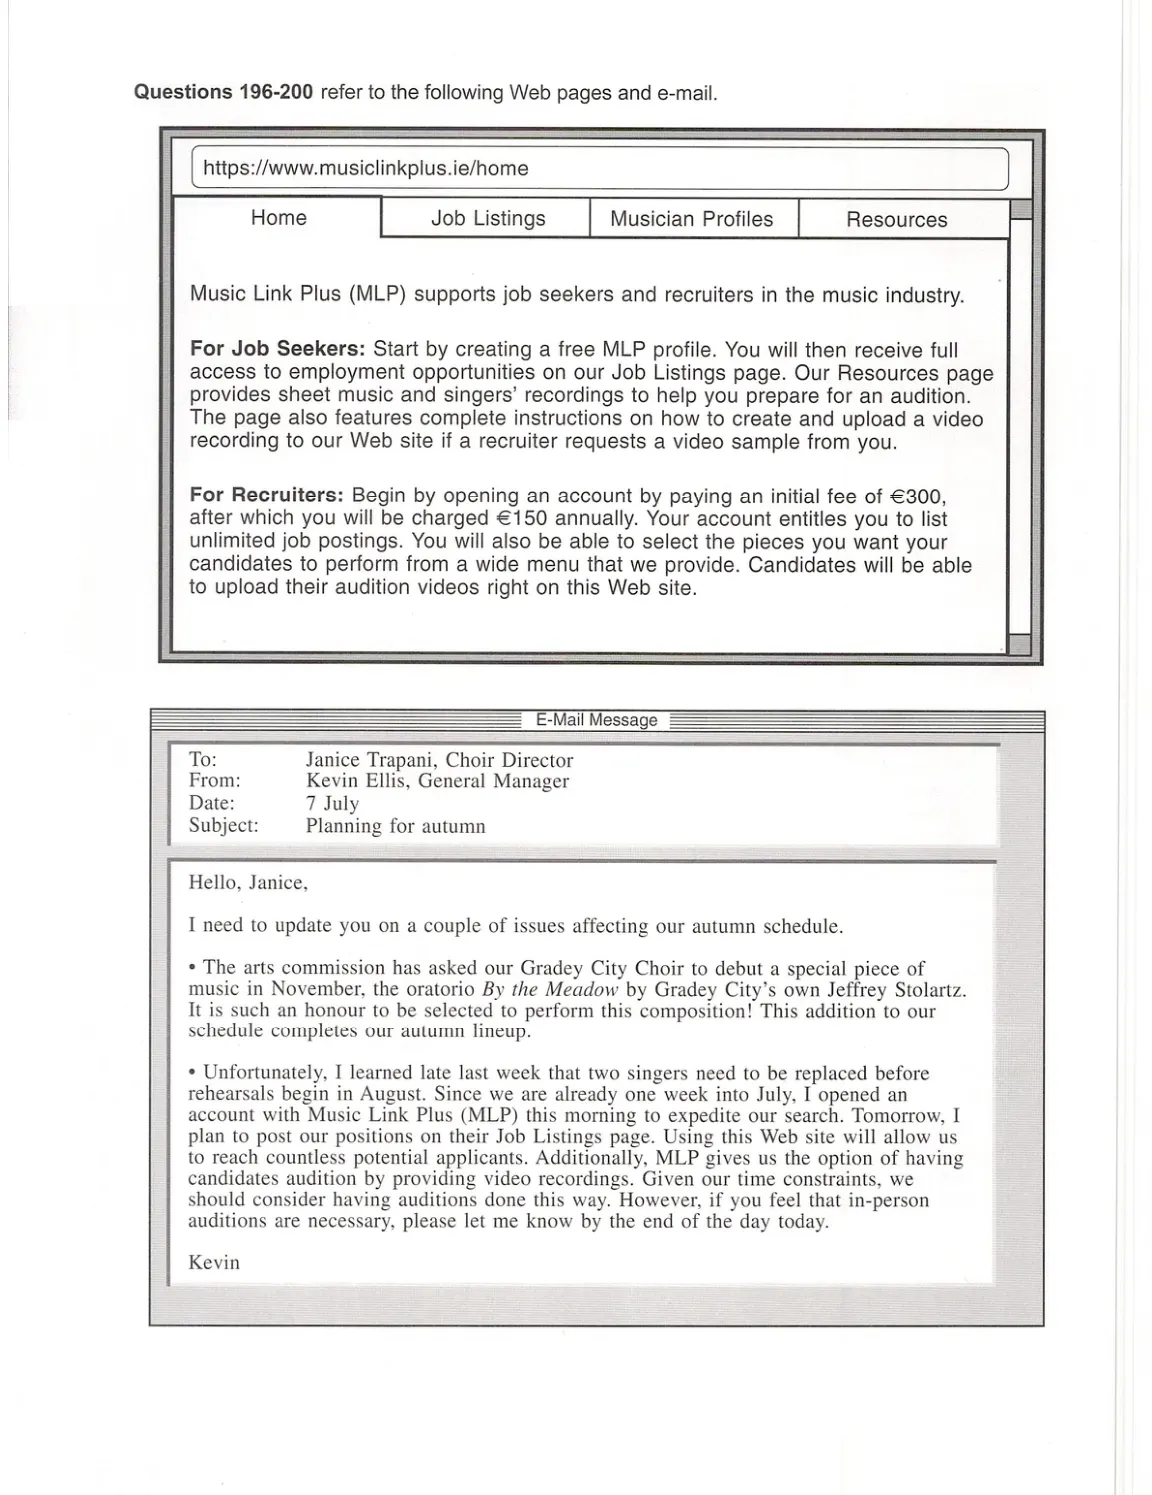 Questions 196-200 refer to the following Web pages and e-mail.
https://www.musiclinkplus.ie/home
Home Job Listings Musician Profiles Resources
Music Link Plus (MLP) supports job seekers and recruiters in the music industry.
For Job Seekers: Start by creating a free MLP profile. You will then receive full
access to employment opportunities on our Job Listings page. Our Resources page
provides sheet music and singers' recordings to help you prepare for an audition.
The page also features complete instructions on how to create and upload a video
recording to our Web site if a recruiter requests a video sample from you.
For Recruiters: Begin by opening an account by paying an initial fee of €300,
after which you will be charged €150 annually. Your account entitles you to list
unlimited job postings. You will also be able to select the pieces you want your
candidates to perform from a wide menu that we provide. Candidates will be able
to upload their audition videos right on this Web site.
E-Mail Message
To: Janice Trapani, Choir Director
From: Kevin Ellis, General Manager
Date: 7 July
Subject: Planning for autumn
Hello, Janice,
I need to update you on a couple of issues affecting our autumn schedule.
• The arts commission has asked our Gradey City Choir to debut a special piece of
music in November, the oratorio By the Meadow by Gradey City's own Jeffrey Stolartz.
It is such an honour to be selected to perform this composition! This addition to our
schedule completes our autumn lineup.
• Unfortunately, I learned late last week that two singers need to be replaced before
rehearsals begin in August. Since we are already one week into July, I opened an
account with Music Link Plus (MLP) this morning to expedite our search. Tomorrow, I
plan to post our positions on their Job Listings page. Using this Web site will allow us
to reach countless potential applicants. Additionally, MLP gives us the option of having
candidates audition by providing video recordings. Given our time constraints, we
should consider having auditions done this way. However, if you feel that in-person
auditions are necessary, please let me know by the end of the day today.
Kevin